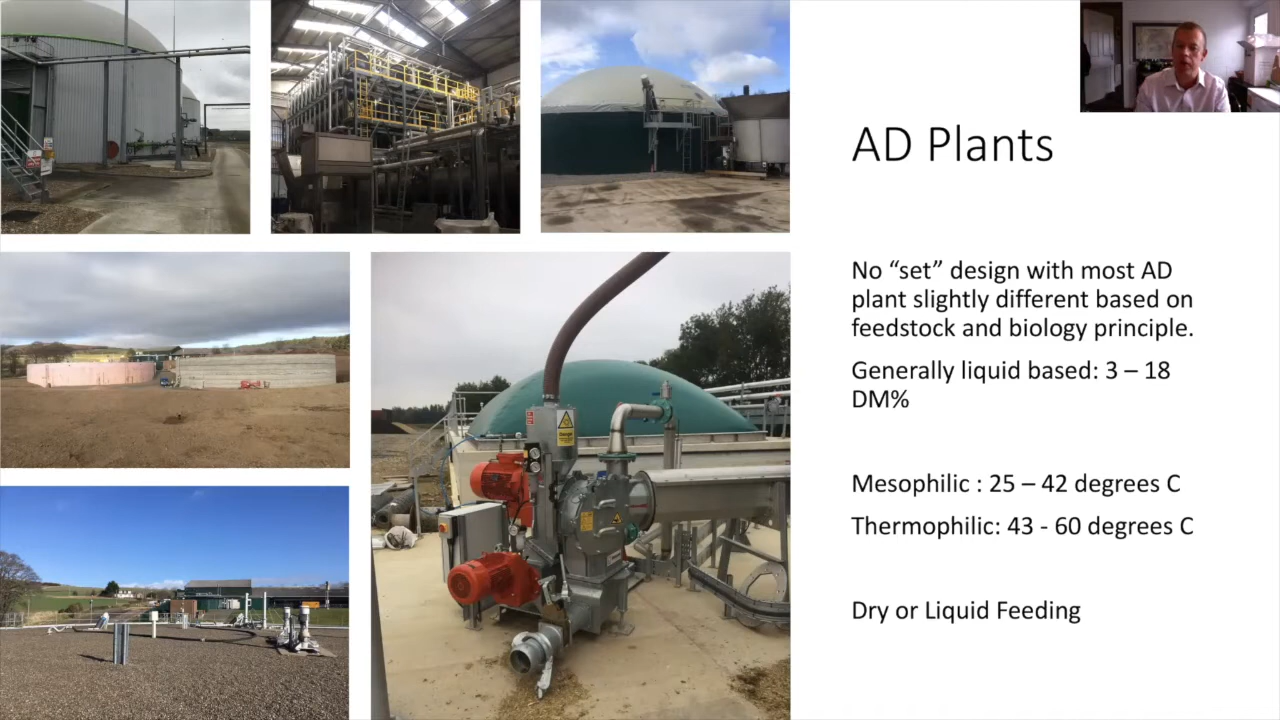 AD Plants
No “set” design with most AD
plant slightly different based on
feedstock and biology principle.
Generally liquid based: 3 – 18
DM%
Mesophilic : 25 – 42 degrees C
Thermophilic: 43 - 60 degrees C
Dry or Liquid Feeding